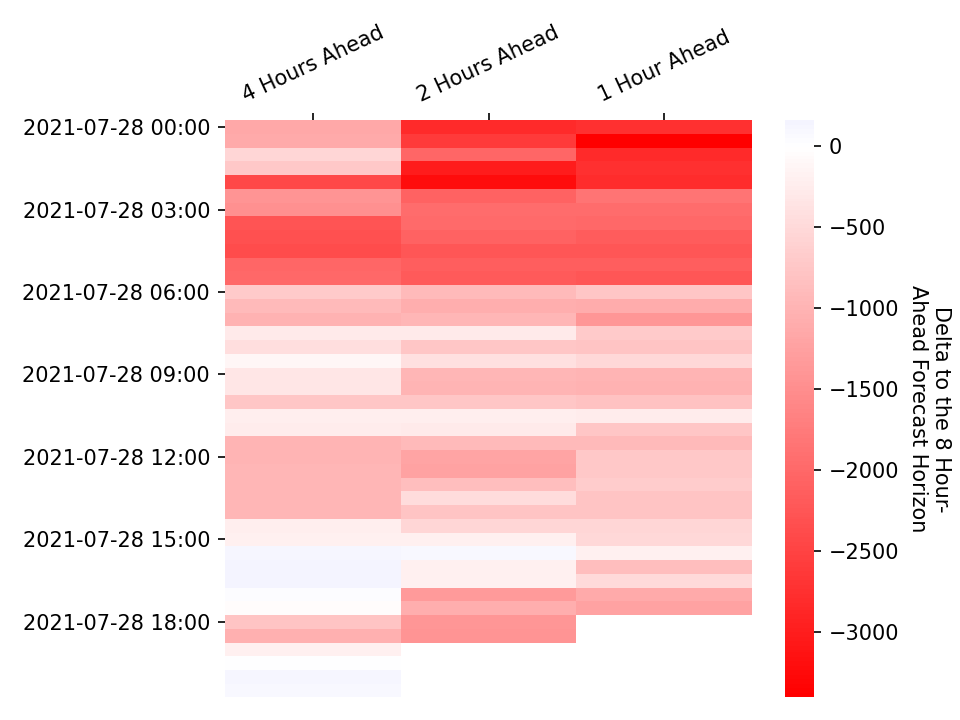 4 Hours Ahead
2 Hours Ahead
1 Hour Ahead
2021-07-28 00:00
2021-07-28 03:00
2021-07-28 06:00
2021-07-28 09:00
2021-07-28 12:00
2021-07-28 15:00
2021-07-28 18:00
0
−500
−1000
−1500
−2000
−2500
−3000
Delta to the 8 Hour-
Ahead Forecast Horizon